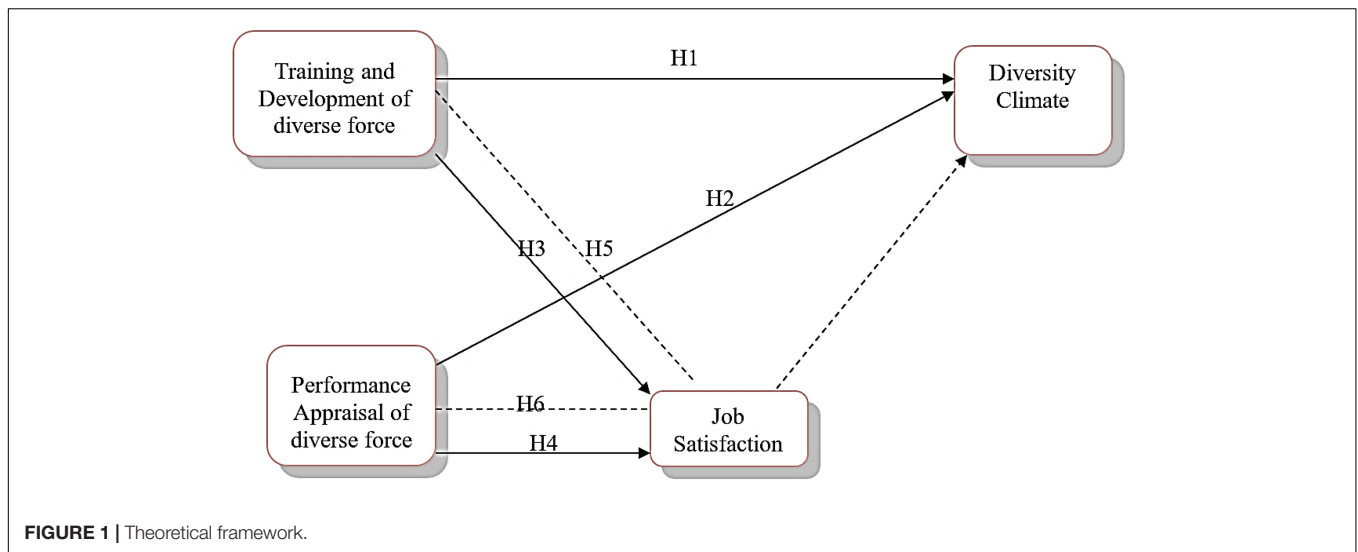 Training and
Development of
diverse force
H1
Diversity
Climate
H2
H3
H5
Performance
Appraisal of
diverse force
H6
H4
Job
Satisfaction
FIGURE 1 | Theoretical framework.